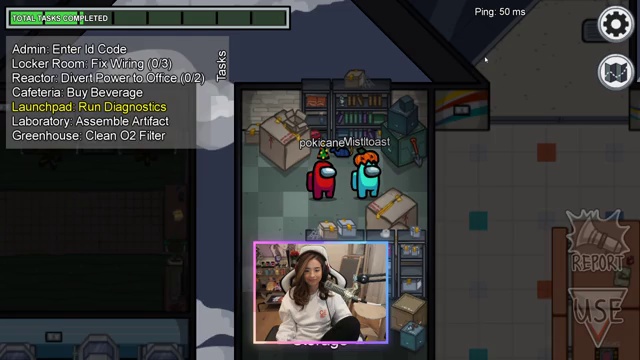 TOTAL TASKS COMPLETED
Ping: 50 ms
Admin: Enter Id Code
Locker Room: Fix Wiring (0/3)
Reactor: Divert Power to Office (0/2)
Cafeteria: Buy Beverage
Launchpad: Run Diagnostics
Laboratory: Assemble Artifact
Greenhouse: Clean O2 Filter
Tasks
pokicane
Mistltoast
REPORT
USE
Storage